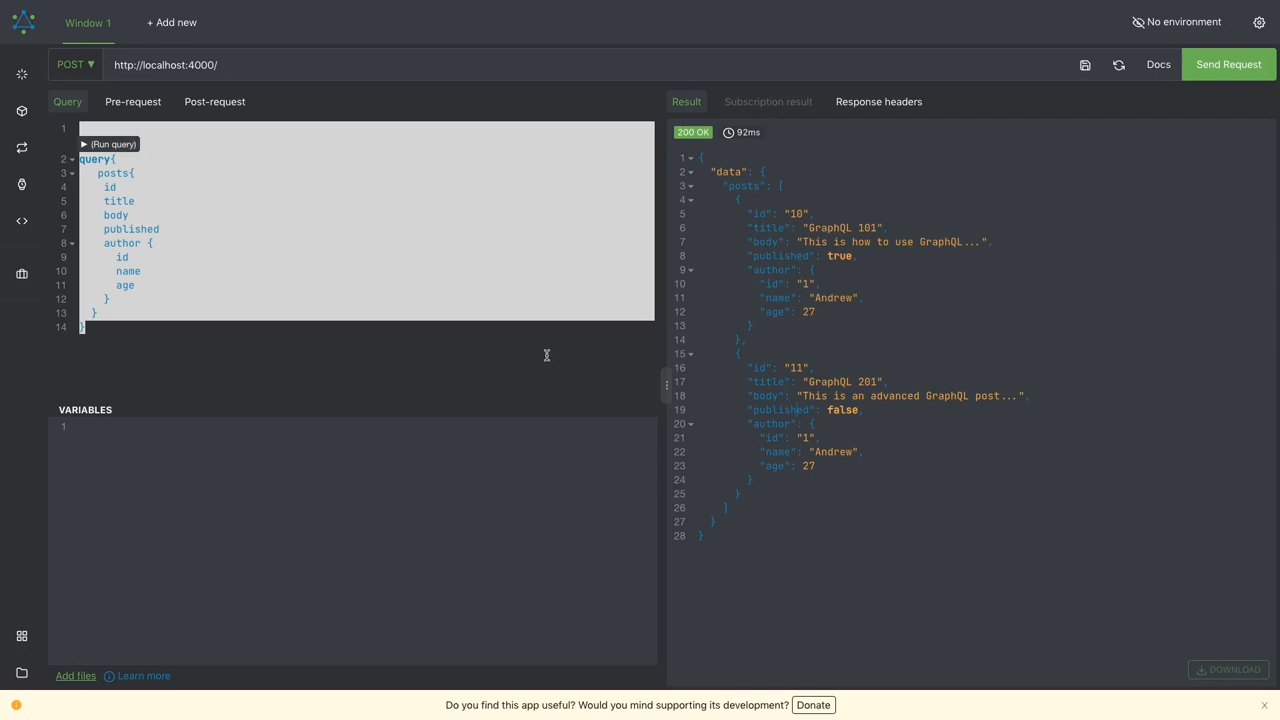 Window 1
+ Add new
No environment
POST ▼
http://localhost:4000/
Docs
Send Request
Query
Pre-request
Post-request
Result
Subscription result
Response headers
200 OK
92ms
1
▶ (Run query)
2 query{
3 posts{
4 id
5 title
6 body
7 published
8 author {
9 id
10 name
11 age
12 }
13 }
14 }
VARIABLES
1
Add files
Learn more
1 {
2 "data": {
3 "posts": [
4 {
5 "id": "10",
6 "title": "GraphQL 101",
7 "body": "This is how to use GraphQL...",
8 "published": true,
9 "author": {
10 "id": "1",
11 "name": "Andrew",
12 "age": 27
13 }
14 },
15 {
16 "id": "11",
17 "title": "GraphQL 201",
18 "body": "This is an advanced GraphQL post...",
19 "published": false,
20 "author": {
21 "id": "1",
22 "name": "Andrew",
23 "age": 27
24 }
25 }
26 ]
27 }
28 }
DOWNLOAD
Do you find this app useful? Would you mind supporting its development?
Donate